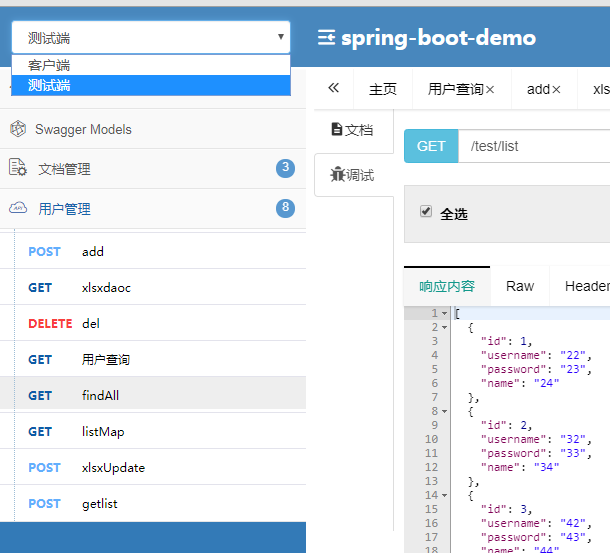 测试端
客户端
测试端
Swagger Models
文档管理 3
API 用户管理 8
POST add
GET xlsxdaoc
DELETE del
GET 用户查询
GET findAll
GET listMap
POST xlsxUpdate
POST getlist
spring-boot-demo
主页 用户查询× add× xls
文档
调试
GET /test/list
全选
响应内容 Raw Header
1 [
2 {
3 "id": 1,
4 "username": "22",
5 "password": "23",
6 "name": "24"
7 },
8 {
9 "id": 2,
10 "username": "32",
11 "password": "33",
12 "name": "34"
13 },
14 {
15 "id": 3,
16 "username": "42",
17 "password": "43",
18 "name": "44"